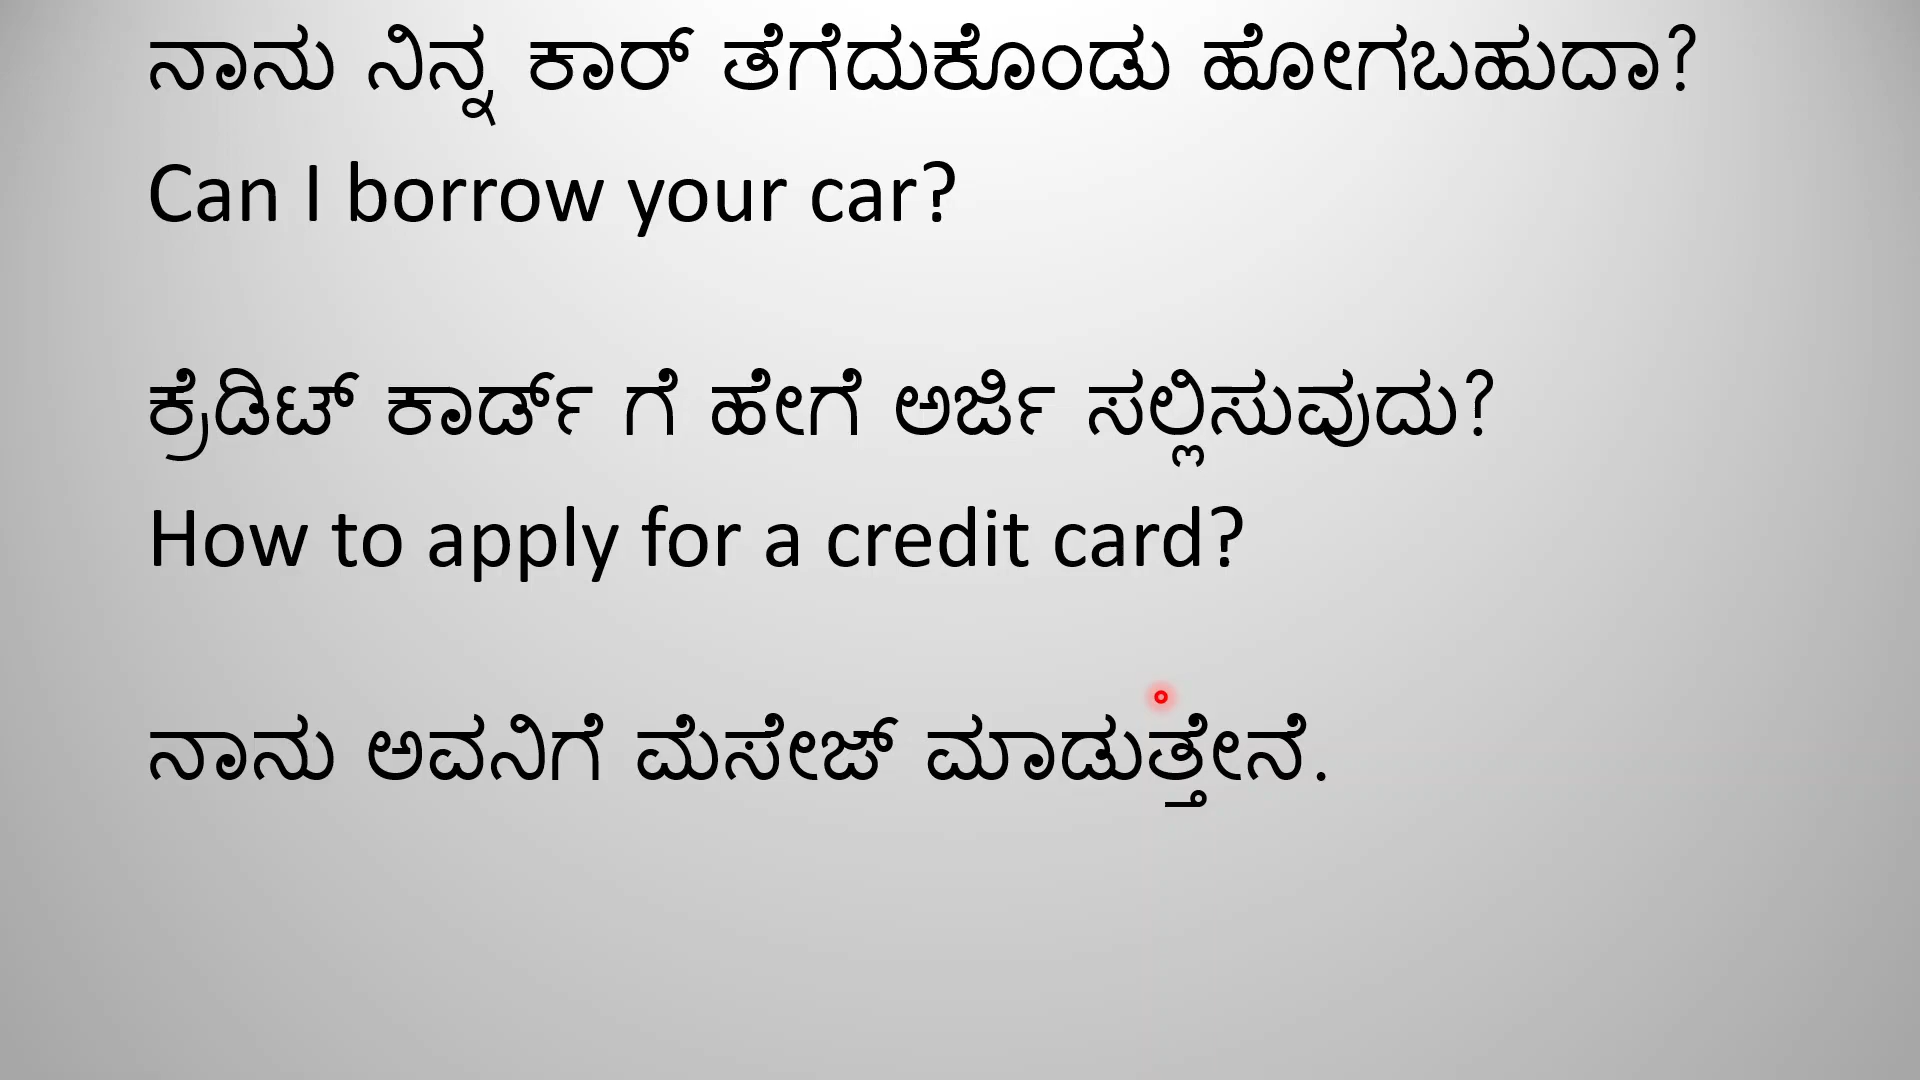 ನಾನು ನಿನ್ನ ಕಾರ್ ತೆಗೆದುಕೊಂಡು ಹೋಗಬಹುದಾ?
Can I borrow your car?
ಕ್ರೆಡಿಟ್ ಕಾರ್ಡ್ ಗೆ ಹೇಗೆ ಅರ್ಜಿ ಸಲ್ಲಿಸುವುದು?
How to apply for a credit card?
ನಾನು ಅವನಿಗೆ ಮೆಸೇಜ್ ಮಾಡುತ್ತೇನೆ.